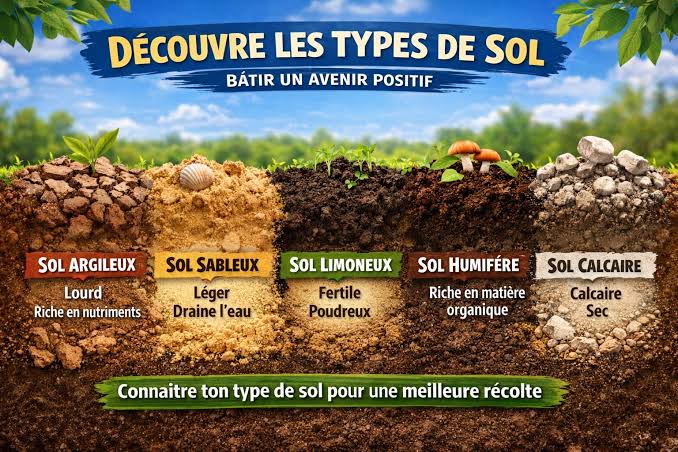 DÉCOUVRE LES TYPES DE SOL
BÂTIR UN AVENIR POSITIF
SOL ARGILEUX
Lourd
Riche en nutriments
SOL SABLEUX
Léger
Draine l'eau
SOL LIMONEUX
Fertile
Poudreux
SOL HUMIFÉRE
Riche en matière
organique
SOL CALCAIRE
Calcaire
Sec
Connaitre ton type de sol pour une meilleure récolte